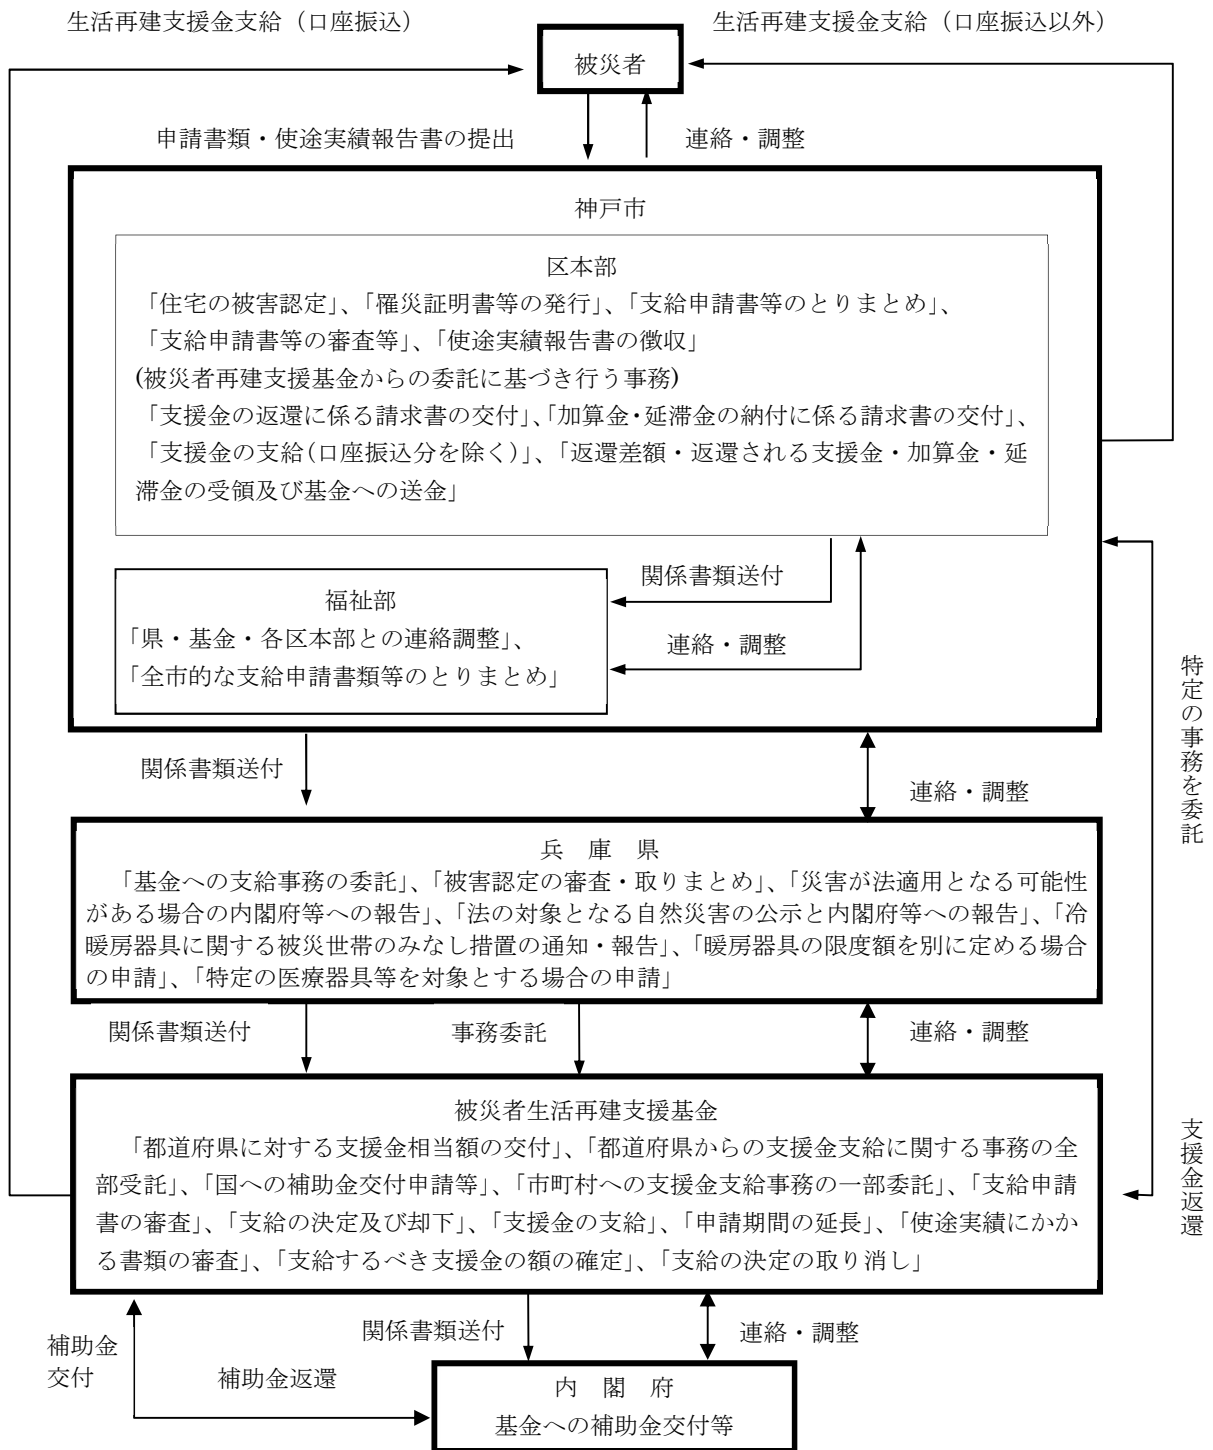 生活再建支援金支給（口座振込）
生活再建支援金支給（口座振込以外）
被災者
申請書類・使途実績報告書の提出
連絡・調整
神戸市
区本部
「住宅の被害認定」、「罹災証明書等の発行」、「支給申請書等のとりまとめ」、
「支給申請書等の審査等」、「使途実績報告書の徴収」
(被災者再建支援基金からの委託に基づき行う事務)
「支援金の返還に係る請求書の交付」、「加算金・延滞金の納付に係る請求書の交付」、
「支援金の支給(口座振込分を除く)」、「返還差額・返還される支援金・加算金・延
滞金の受領及び基金への送金」
関係書類送付
福祉部
「県・基金・各区本部との連絡調整」、
「全市的な支給申請書類等のとりまとめ」
連絡・調整
特定の事務を委託
関係書類送付
連絡・調整
兵　庫　県
「基金への支給事務の委託」、「被害認定の審査・取りまとめ」、「災害が法適用となる可能性
がある場合の内閣府等への報告」、「法の対象となる自然災害の公示と内閣府等への報告」、「冷
暖房器具に関する被災世帯のみなし措置の通知・報告」、「暖房器具の限度額を別に定める場合
の申請」、「特定の医療器具等を対象とする場合の申請」
関係書類送付
事務委託
連絡・調整
被災者生活再建支援基金
「都道府県に対する支援金相当額の交付」、「都道府県からの支援金支給に関する事務の全
部受託」、「国への補助金交付申請等」、「市町村への支援金支給事務の一部委託」、「支給申請
書の審査」、「支給の決定及び却下」、「支援金の支給」、「申請期間の延長」、「使途実績にかか
る書類の審査」、「支給するべき支援金の額の確定」、「支給の決定の取り消し」
支援金返還
関係書類送付
連絡・調整
補助金
交付
補助金返還
内　閣　府
基金への補助金交付等